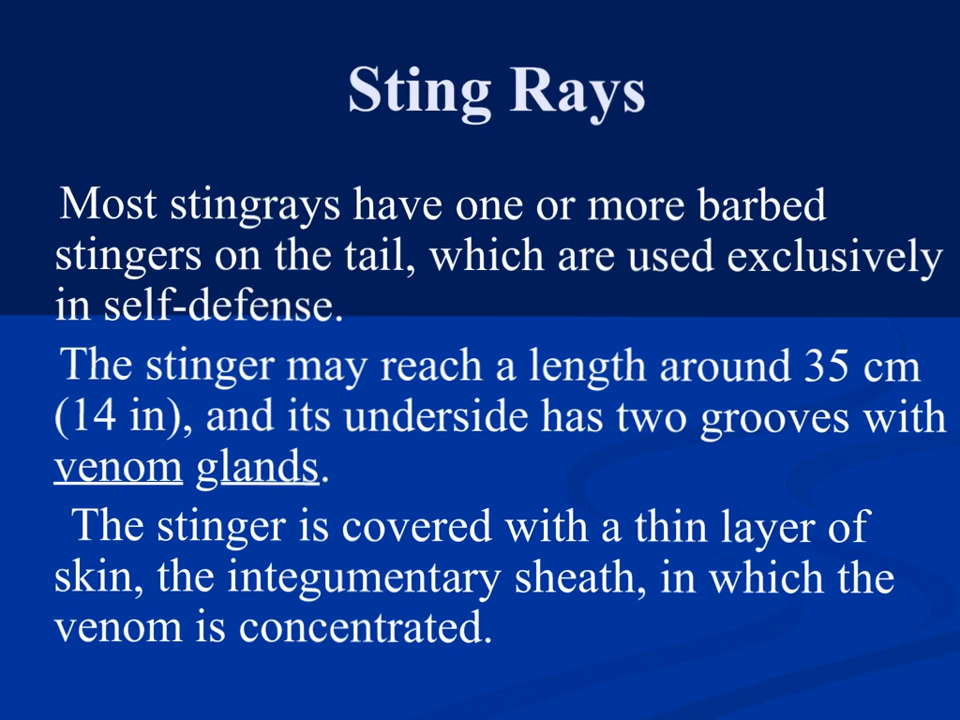 Sting Rays
Most stingrays have one or more barbed
stingers on the tail, which are used exclusively
in self-defense.
The stinger may reach a length around 35 cm
(14 in), and its underside has two grooves with
venom glands.
The stinger is covered with a thin layer of
skin, the integumentary sheath, in which the
venom is concentrated.